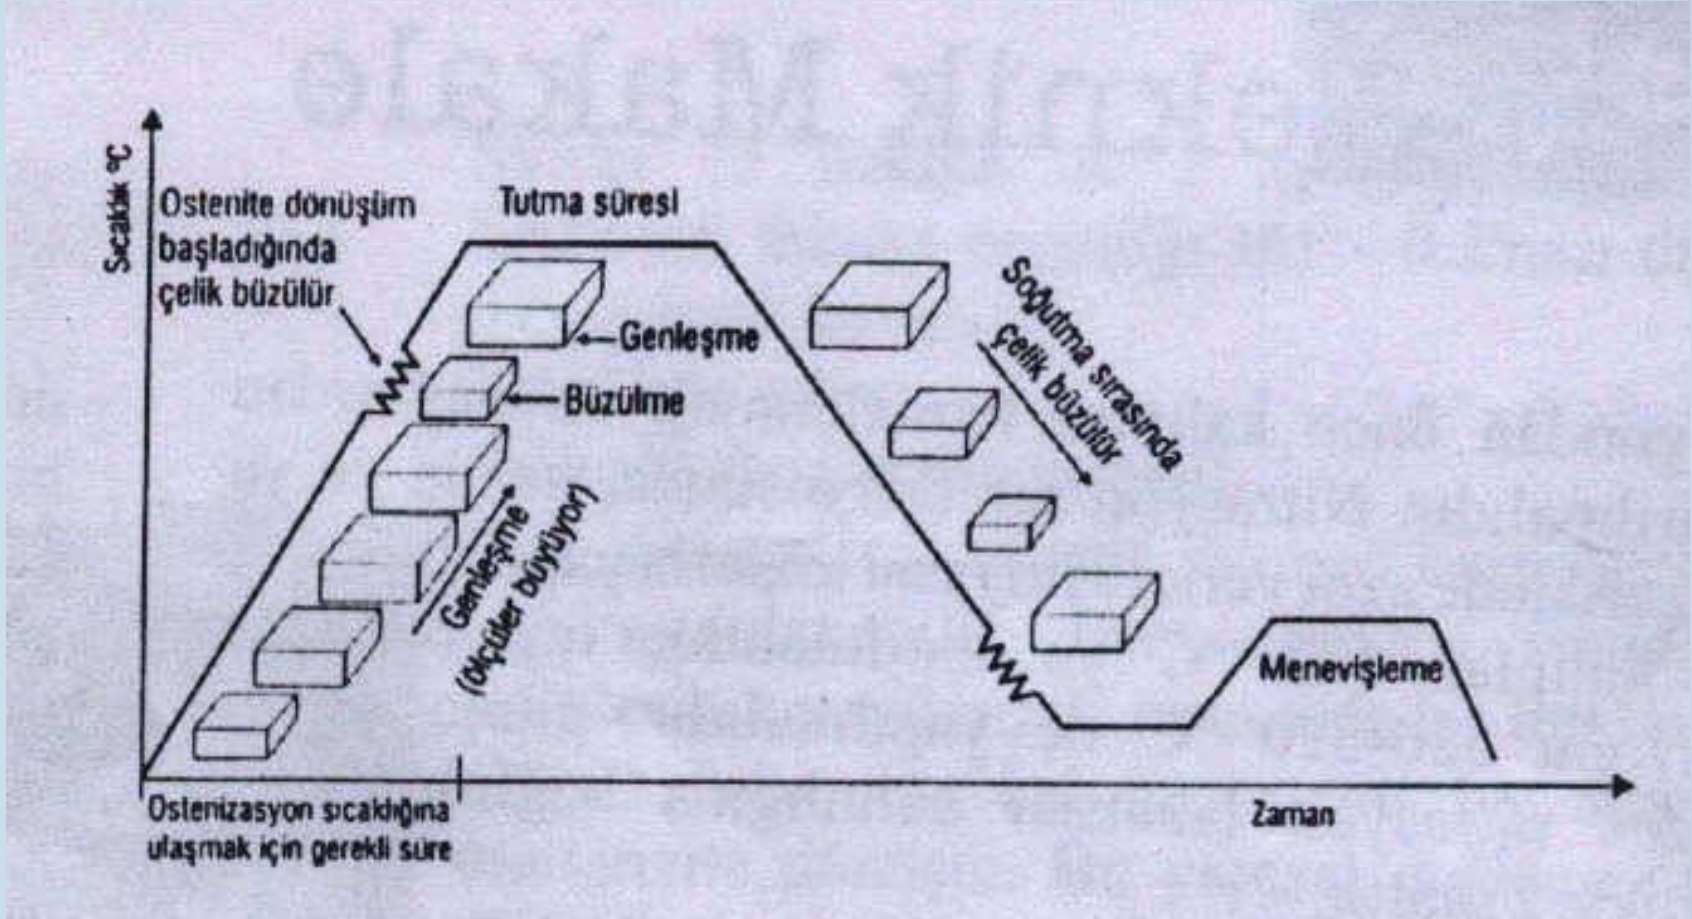 Sıcaklık °C
Ostenite dönüşüm
başladığında
çelik büzülür
Tutma süresi
Genleşme
Büzülme
Genleşme
(ölçüler büyüyor)
Soğutma sırasında
çelik büzülür
Menevişleme
Ostenizasyon sıcaklığına
ulaşmak için gerekli süre
Zaman